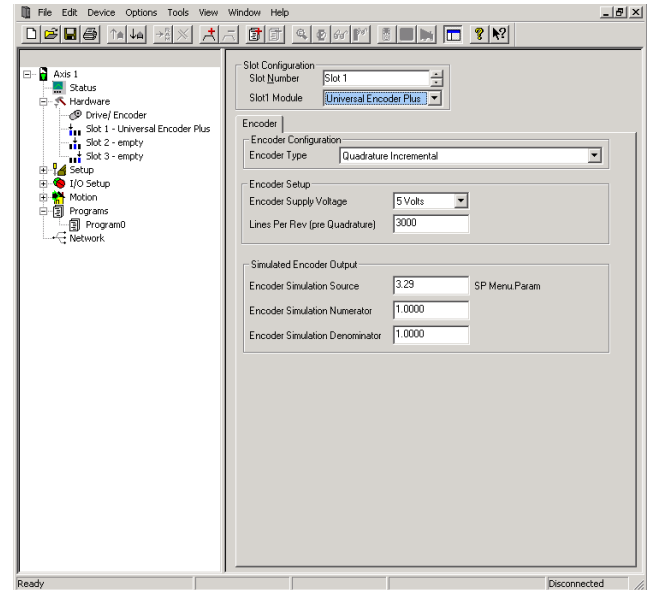 File Edit Device Options Tools View Window Help
Axis 1
Status
Hardware
Drive/ Encoder
Slot 1 - Universal Encoder Plus
Slot 2 - empty
Slot 3 - empty
Setup
I/O Setup
Motion
Programs
Program0
Network
Slot Configuration
Slot Number Slot 1
Slot1 Module Universal Encoder Plus
Encoder
Encoder Configuration
Encoder Type Quadrature Incremental
Encoder Setup
Encoder Supply Voltage 5 Volts
Lines Per Rev (pre Quadrature) 3000
Simulated Encoder Output
Encoder Simulation Source 3.29 SP Menu.Param
Encoder Simulation Numerator 1.0000
Encoder Simulation Denominator 1.0000
Ready Disconnected